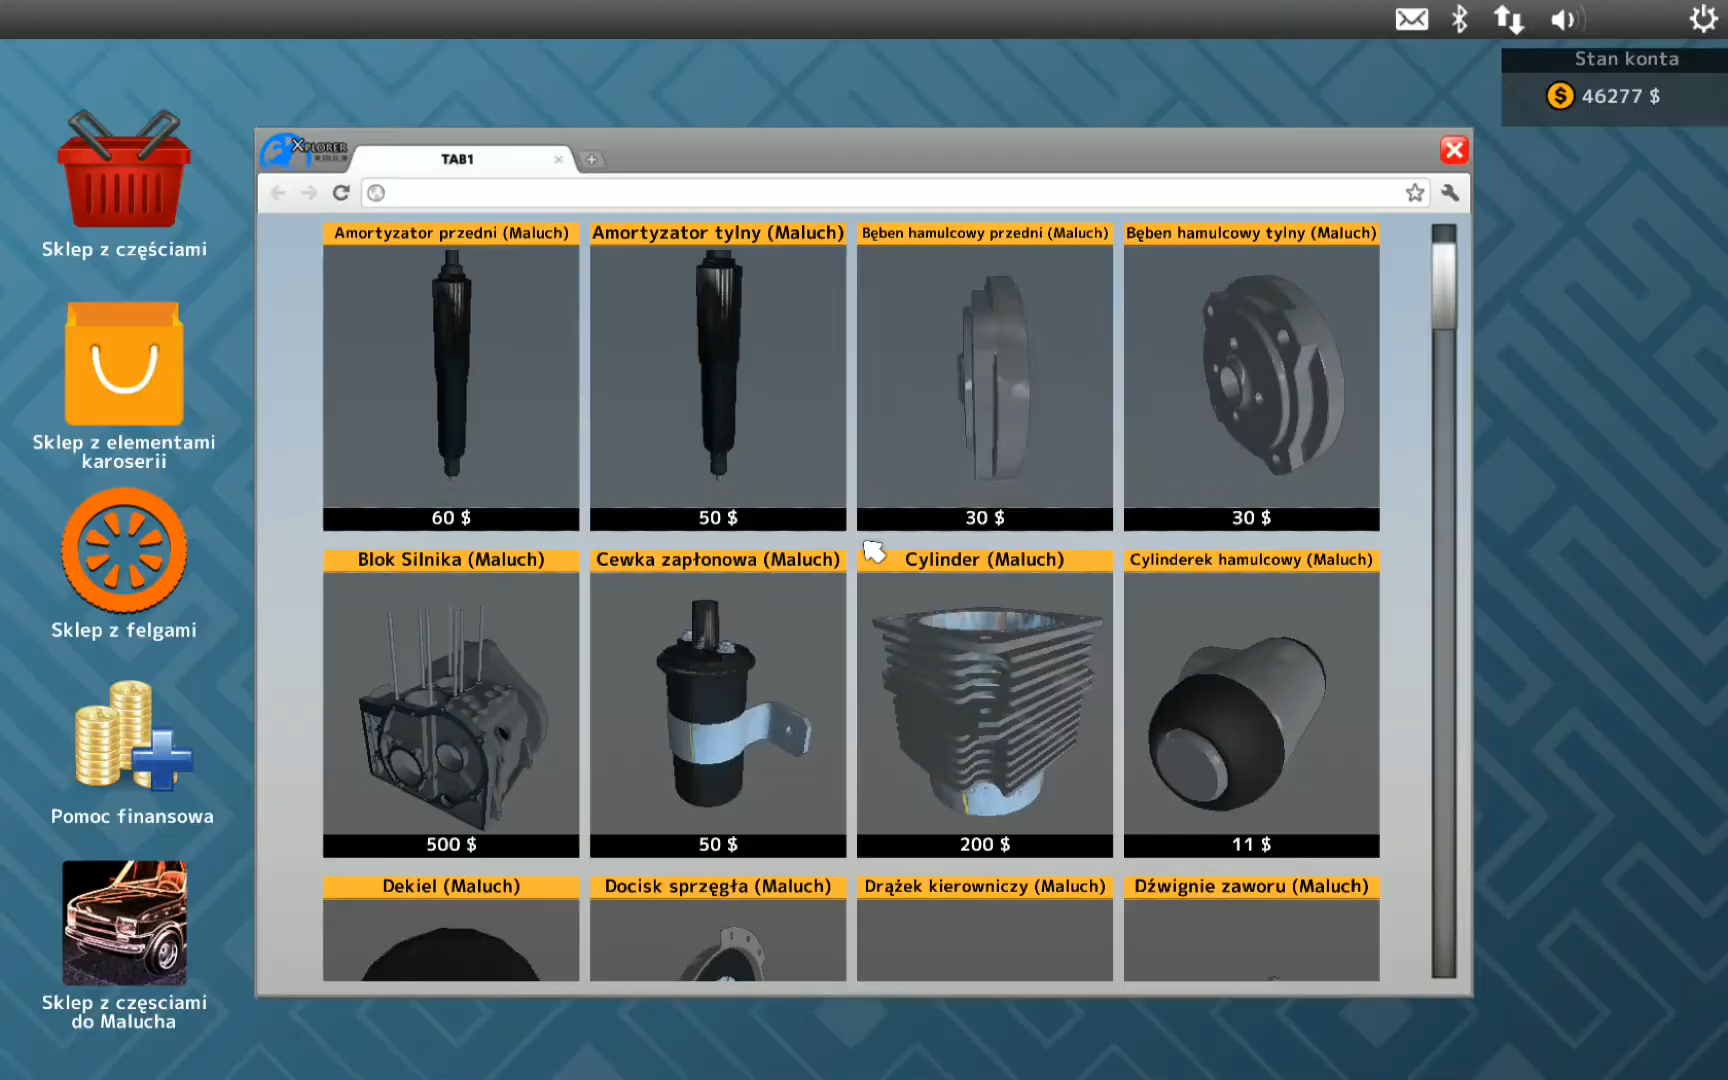 Stan konta
46277 $
XPLORER
TAB1
Sklep z częściami
Sklep z elementami
karoserii
Sklep z felgami
Pomoc finansowa
Sklep z częsciami
do Malucha
Amortyzator przedni (Maluch)
60 $
Amortyzator tylny (Maluch)
50 $
Bęben hamulcowy przedni (Maluch)
30 $
Bęben hamulcowy tylny (Maluch)
30 $
Blok Silnika (Maluch)
500 $
Cewka zapłonowa (Maluch)
50 $
Cylinder (Maluch)
200 $
Cylinderek hamulcowy (Maluch)
11 $
Dekiel (Maluch)
Docisk sprzęgła (Maluch)
Drążek kierowniczy (Maluch)
Dźwignie zaworu (Maluch)